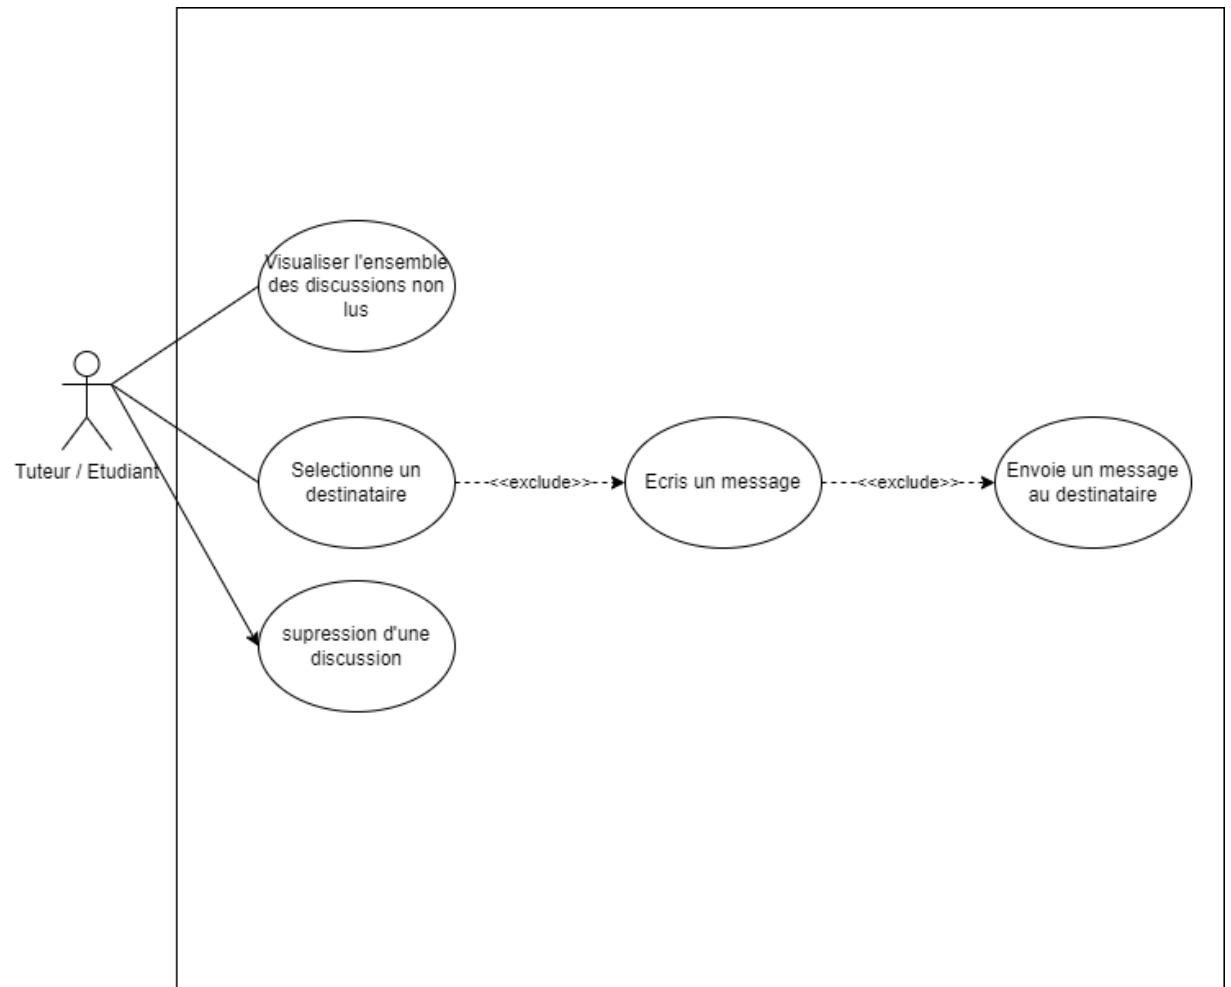 Visualiser l'ensemble
des discussions non
lus
Tuteur / Etudiant
Selectionne un
destinataire
<<exclude>>
Ecris un message
<<exclude>>
Envoie un message
au destinataire
supression d'une
discussion